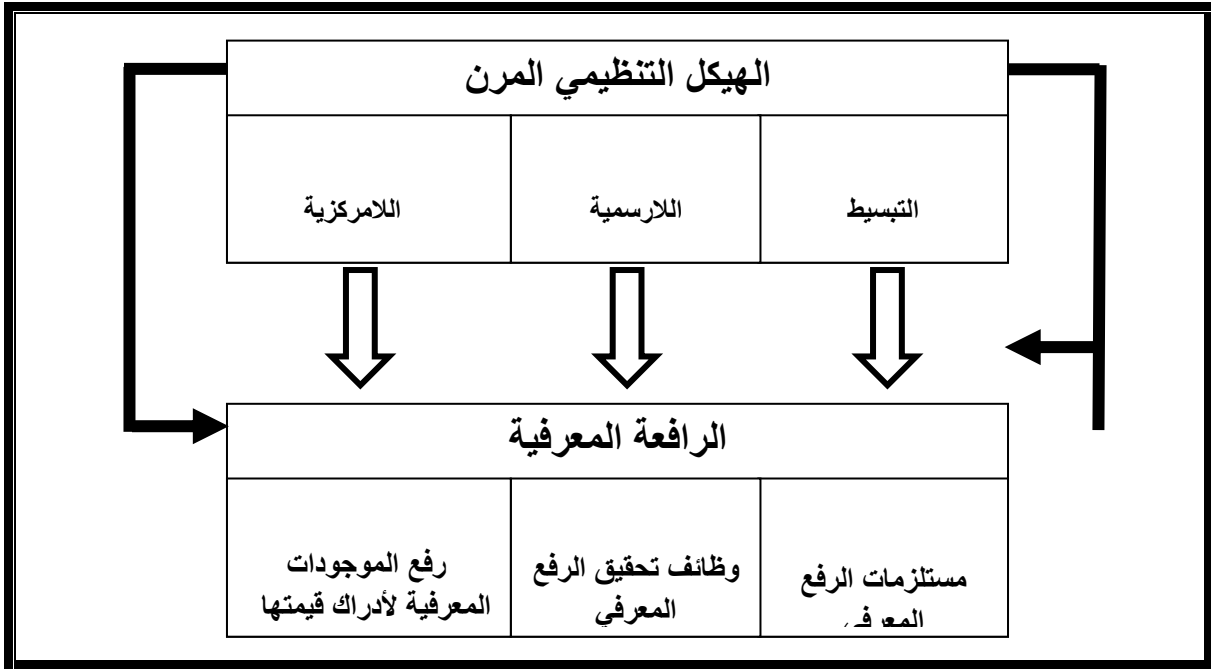 الهيكل التنظيمي المرن
التبسيط
اللارسمية
اللامركزية
الرافعة المعرفية
مستلزمات الرفع
المعرفي
وظائف تحقيق الرفع
المعرفي
رفع الموجودات
المعرفية لأدراك قيمتها